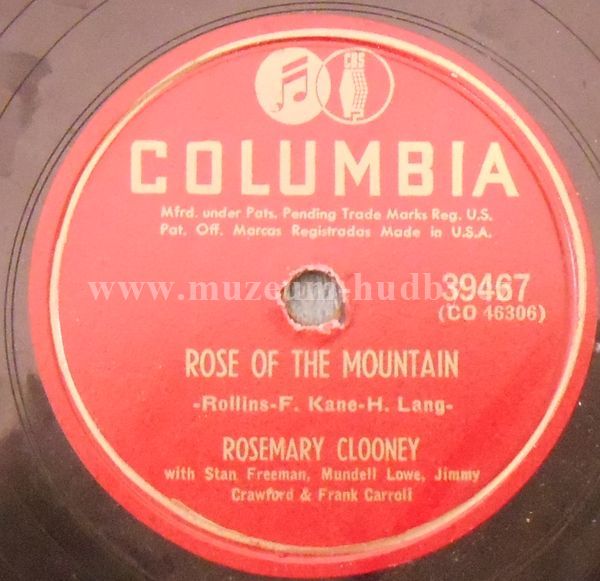 CBS
COLUMBIA
Mfrd. under Pats. Pending Trade Marks Reg. U.S.
Pat. Off. Marcas Registradas Made in U.S.A.
www.muzeum-hudby
39467
(CO 46306)
ROSE OF THE MOUNTAIN
-Rollins-F. Kane-H. Lang-
ROSEMARY CLOONEY
with Stan Freeman, Mundell Lowe, Jimmy
Crawford & Frank Carroll